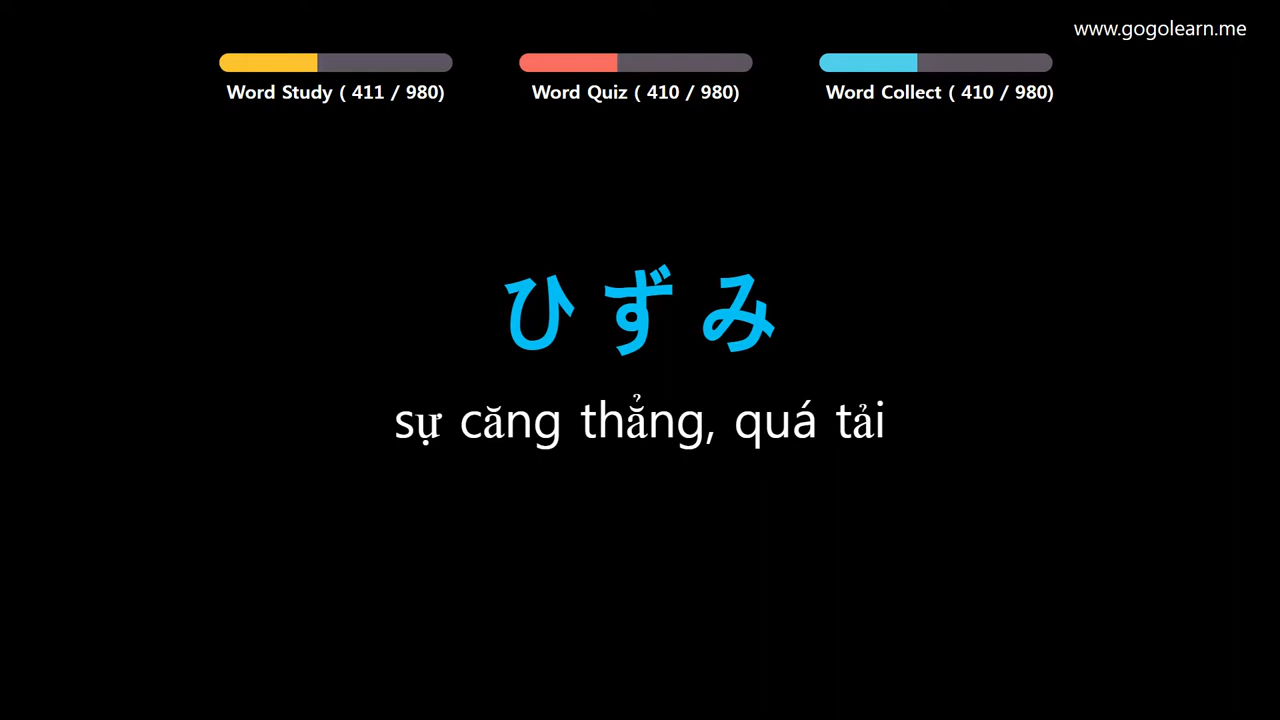 www.gogolearn.me
Word Study ( 411 / 980)
Word Quiz ( 410 / 980)
Word Collect ( 410 / 980)
ひずみ
sự căng thẳng, quá tải